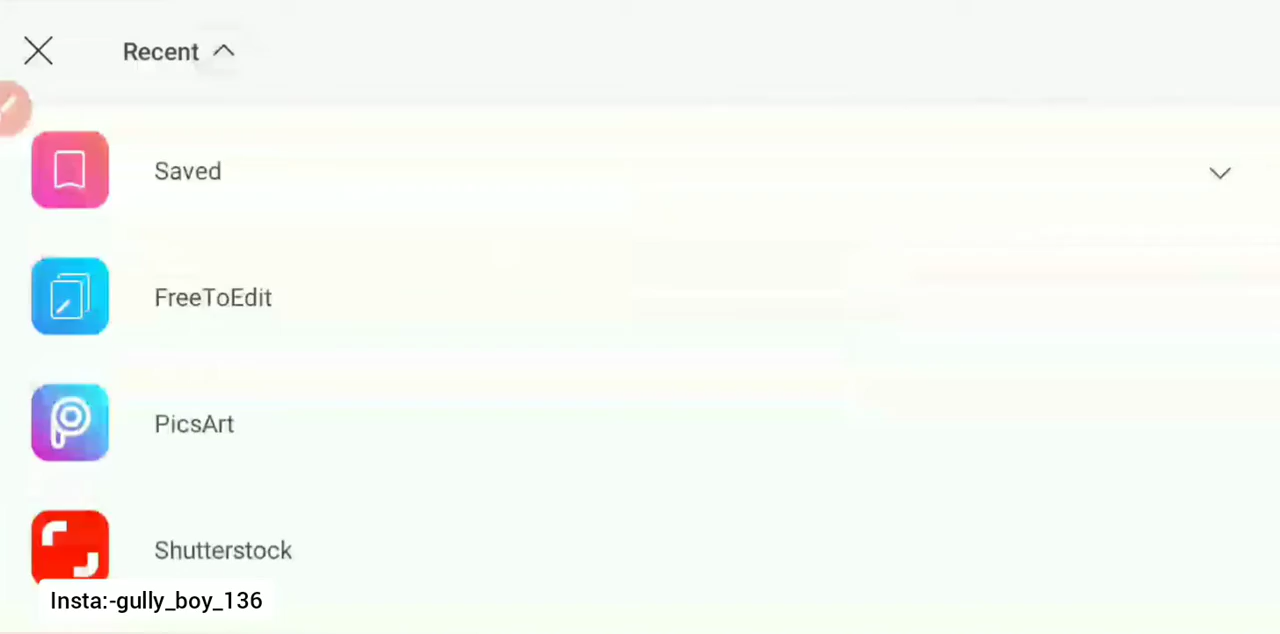 Recent
Saved
FreeToEdit
PicsArt
Shutterstock
Insta:-gully_boy_136